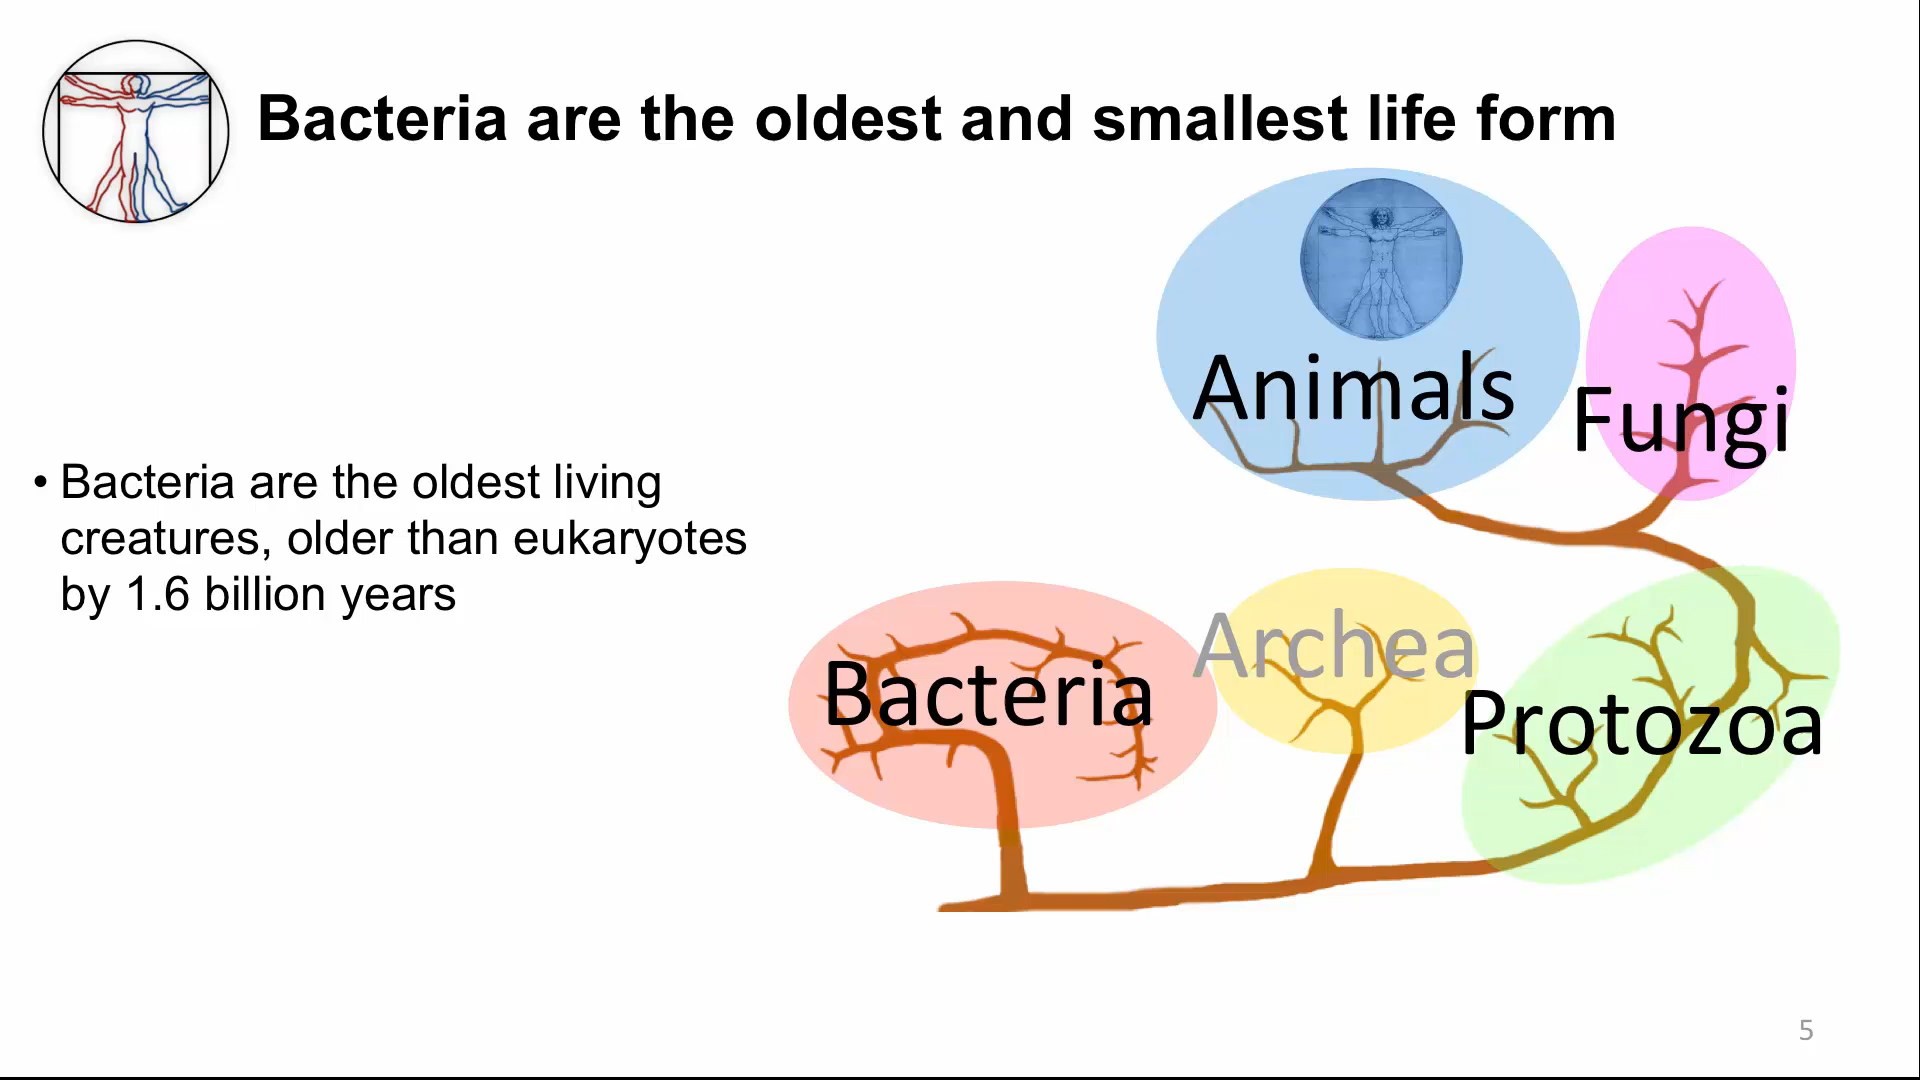 Bacteria are the oldest and smallest life form
• Bacteria are the oldest living
creatures, older than eukaryotes
by 1.6 billion years
Animals
Fungi
Bacteria
Archea
Protozoa
5